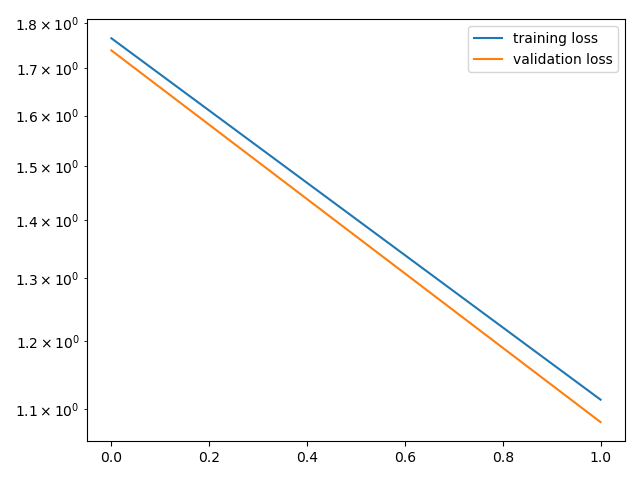 1.8 × 10⁰
1.7 × 10⁰
1.6 × 10⁰
1.5 × 10⁰
1.4 × 10⁰
1.3 × 10⁰
1.2 × 10⁰
1.1 × 10⁰
training loss
validation loss
0.0 0.2 0.4 0.6 0.8 1.0